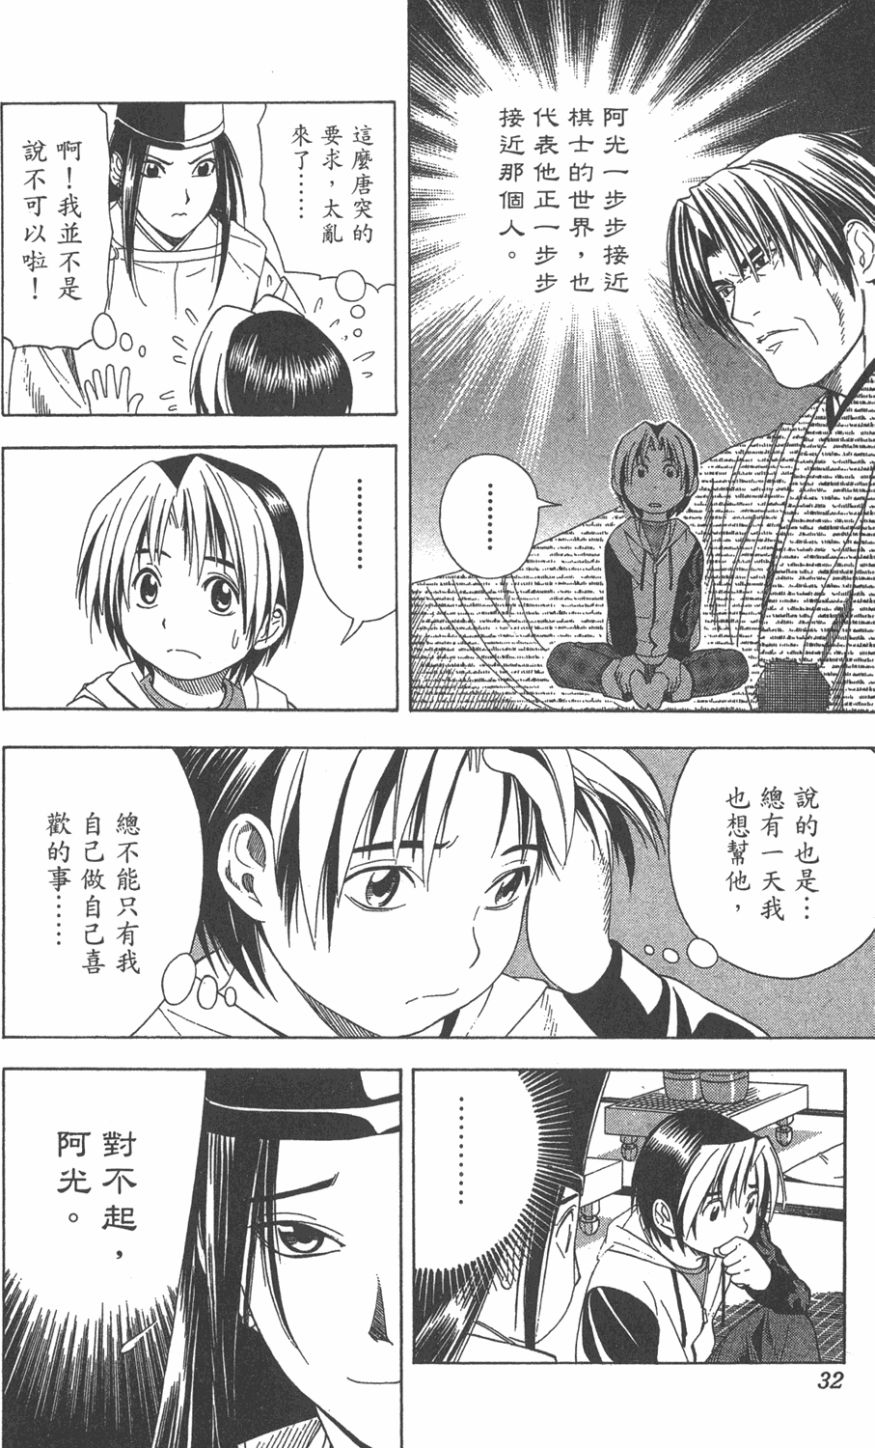 阿光一步步接近
棋士的世界，也
代表他正一步步
接近那個人。
………
這麼唐突的
要求，太亂
來了……
啊！我並不是
說不可以啦！
………
說的也是…
總有一天我
也想幫他，
總不能只有我
自己做自己喜
歡的事……
………
對不起，
阿光。
32